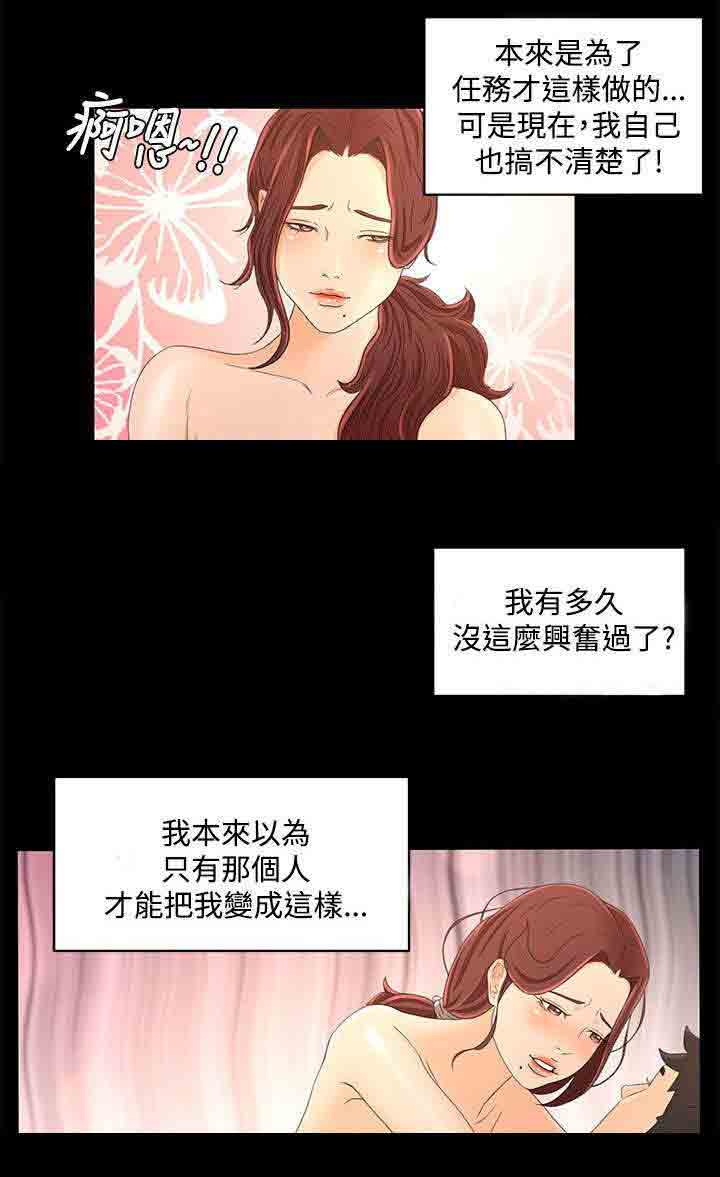 本來是為了
任務才這樣做的...
可是現在,我自己
也搞不清楚了!
啊嗯~!!
我有多久
沒這麼興奮過了?
我本來以為
只有那個人
才能把我變成這樣...